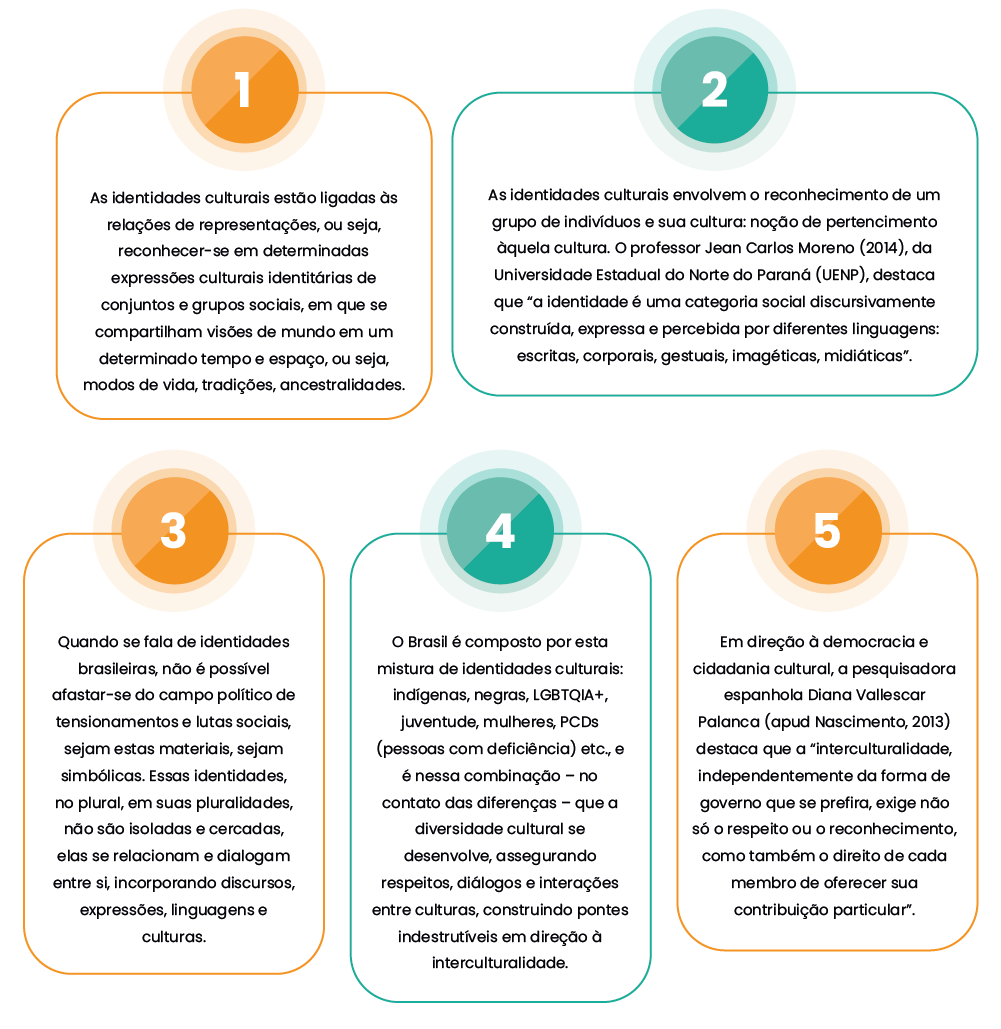 1
As identidades culturais estão ligadas às
relações de representações, ou seja,
reconhecer-se em determinadas
expressões culturais identitárias de
conjuntos e grupos sociais, em que se
compartilham visões de mundo em um
determinado tempo e espaço, ou seja,
modos de vida, tradições, ancestralidades.
2
As identidades culturais envolvem o reconhecimento de um
grupo de indivíduos e sua cultura: noção de pertencimento
àquela cultura. O professor Jean Carlos Moreno (2014), da
Universidade Estadual do Norte do Paraná (UENP), destaca
que “a identidade é uma categoria social discursivamente
construída, expressa e percebida por diferentes linguagens:
escritas, corporais, gestuais, imagéticas, midiáticas”.
3
Quando se fala de identidades
brasileiras, não é possível
afastar-se do campo político de
tensionamentos e lutas sociais,
sejam estas materiais, sejam
simbólicas. Essas identidades,
no plural, em suas pluralidades,
não são isoladas e cercadas,
elas se relacionam e dialogam
entre si, incorporando discursos,
expressões, linguagens e
culturas.
4
O Brasil é composto por esta
mistura de identidades culturais:
indígenas, negras, LGBTQIA+,
juventude, mulheres, PCDs
(pessoas com deficiência) etc., e
é nessa combinação – no
contato das diferenças – que a
diversidade cultural se
desenvolve, assegurando
respeitos, diálogos e interações
entre culturas, construindo pontes
indestrutíveis em direção à
interculturalidade.
5
Em direção à democracia e
cidadania cultural, a pesquisadora
espanhola Diana Vallescar
Palanca (apud Nascimento, 2013)
destaca que a “interculturalidade,
independentemente da forma de
governo que se prefira, exige não
só o respeito ou o reconhecimento,
como também o direito de cada
membro de oferecer sua
contribuição particular”.